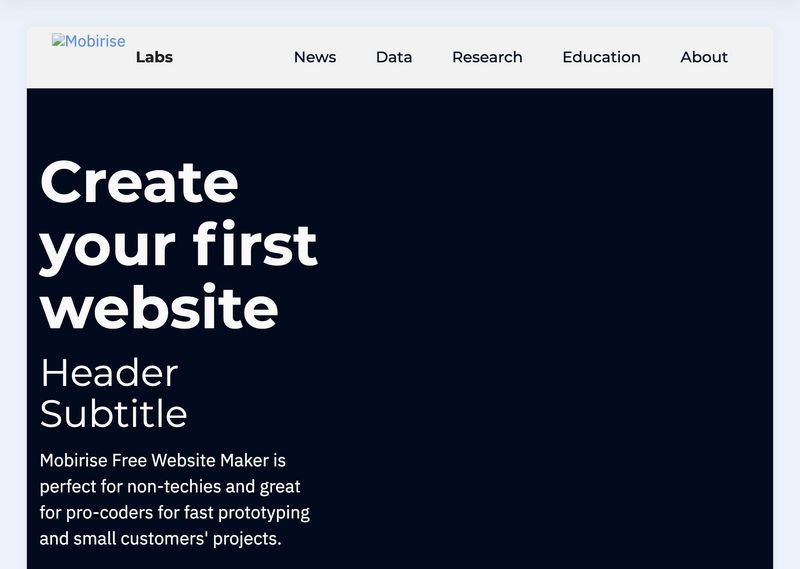 Mobirise
Labs
News
Data
Research
Education
About
Create
your first
website
Header
Subtitle
Mobirise Free Website Maker is
perfect for non-techies and great
for pro-coders for fast prototyping
and small customers' projects.